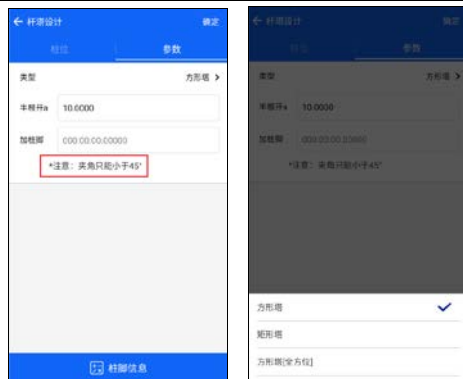 杆塔设计
确定
桩位
参数
类型
方形塔
半根开a
10.0000
加桩脚
000:00:00.00000
*注意：夹角只能小于45°
柱脚信息
杆塔设计
确定
桩位
参数
类型
方形塔
半根开a
10.0000
加桩脚
000:00:00.00000
*注意：夹角只能小于45°
方形塔
矩形塔
方形塔[全方位]